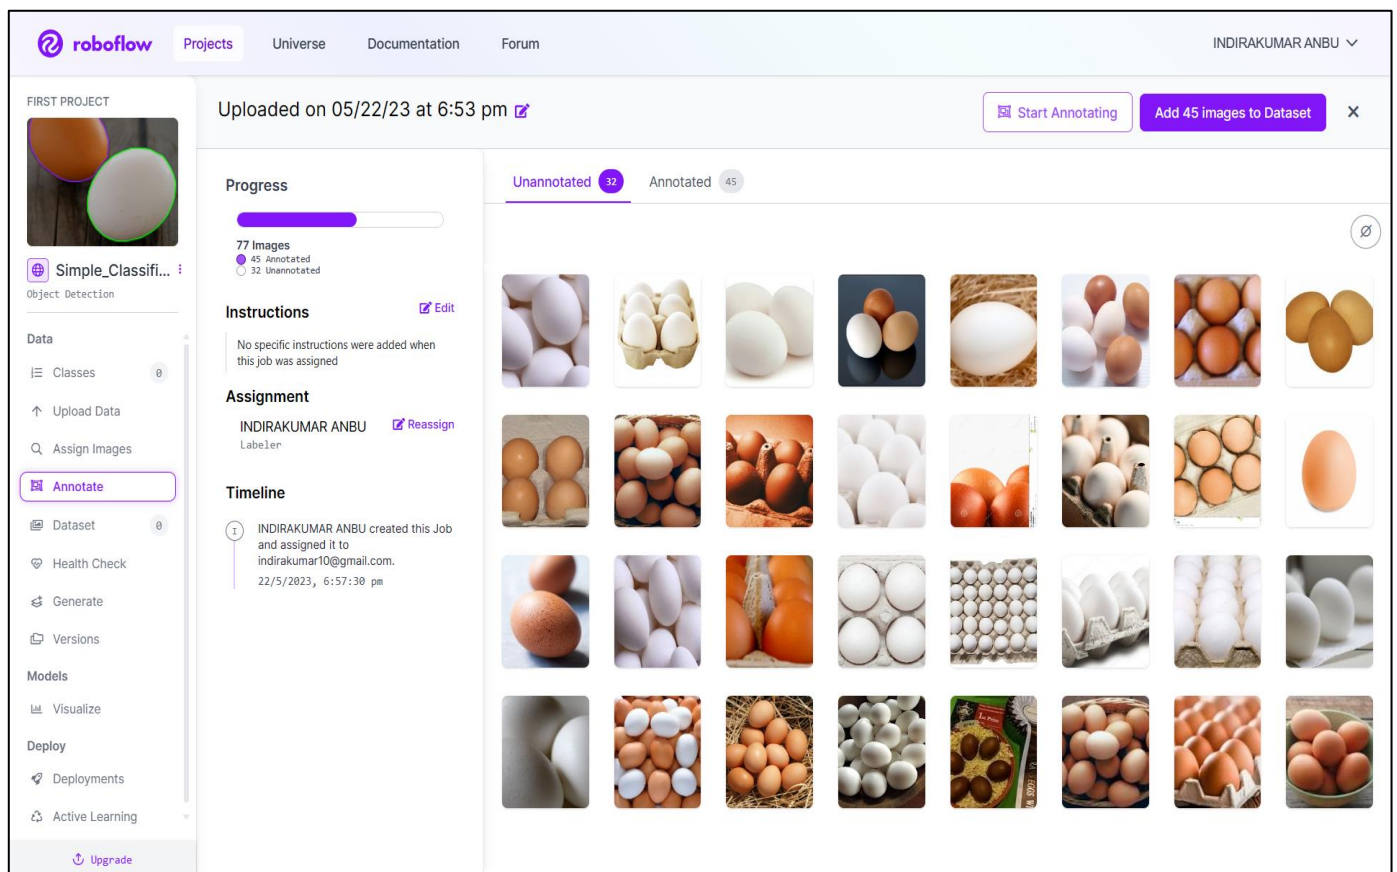 roboflow
Projects
Universe
Documentation
Forum
INDIRAKUMAR ANBU
FIRST PROJECT
Simple_Classifi...
Object Detection
Data
Classes 0
Upload Data
Assign Images
Annotate
Dataset 0
Health Check
Generate
Versions
Models
Visualize
Deploy
Deployments
Active Learning
Upgrade
Uploaded on 05/22/23 at 6:53 pm
Start Annotating
Add 45 images to Dataset
Progress
77 Images
45 Annotated
32 Unannotated
Instructions
Edit
No specific instructions were added when
this job was assigned
Assignment
INDIRAKUMAR ANBU
Reassign
Labeler
Timeline
I
INDIRAKUMAR ANBU created this Job
and assigned it to
indirakumar10@gmail.com.
22/5/2023, 6:57:30 pm
Unannotated 32
Annotated 45